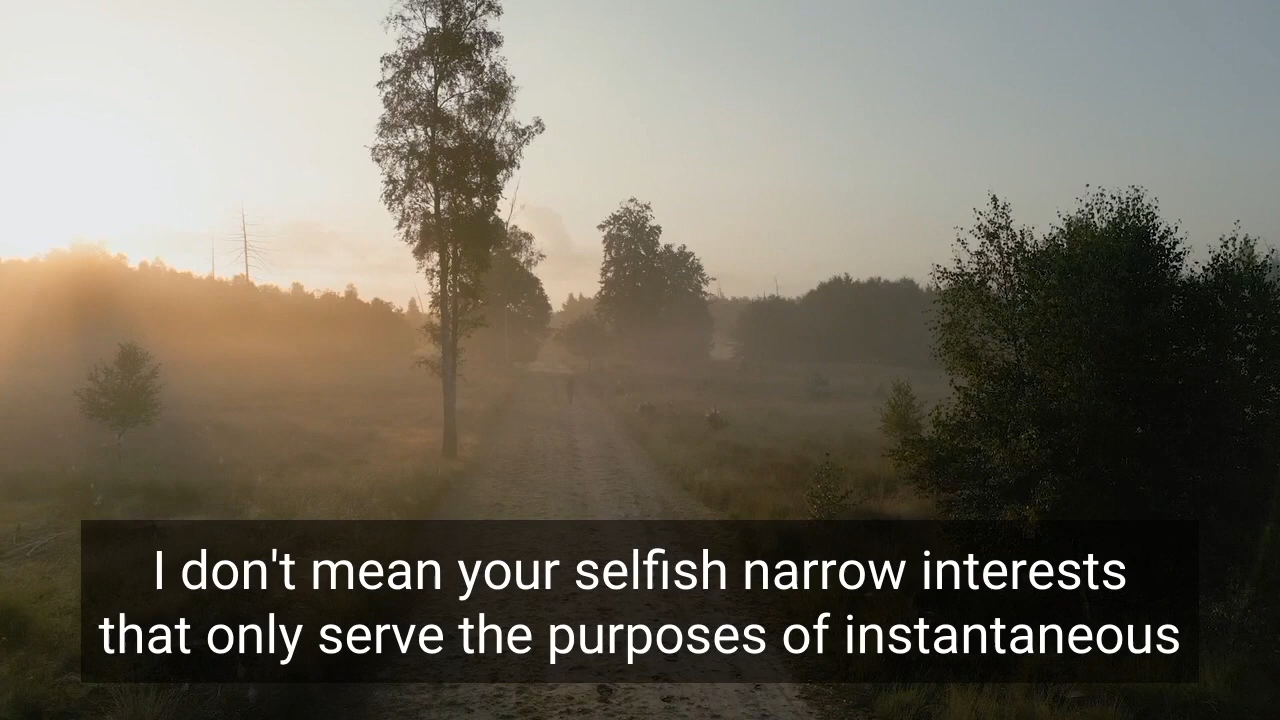 I don't mean your selfish narrow interests
that only serve the purposes of instantaneous